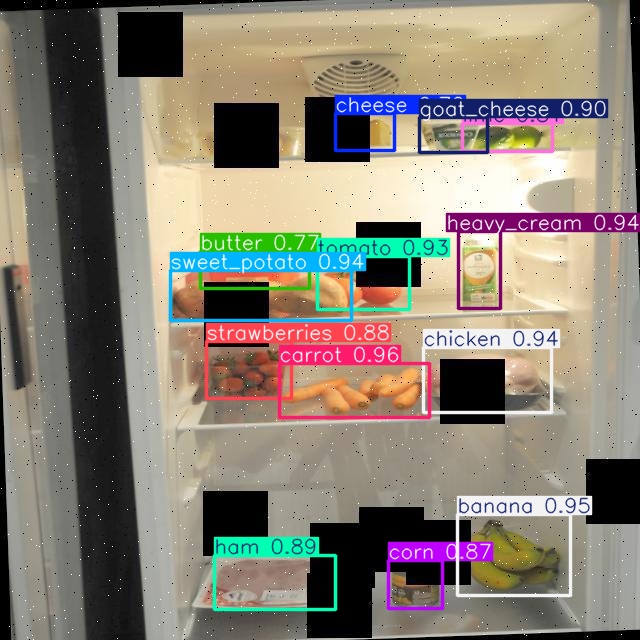 cheese
goat_cheese 0.90
heavy_cream 0.94
butter 0.77
tomato 0.93
sweet_potato 0.94
strawberries 0.88
chicken 0.94
carrot 0.96
banana 0.95
ham 0.89
corn 0.87